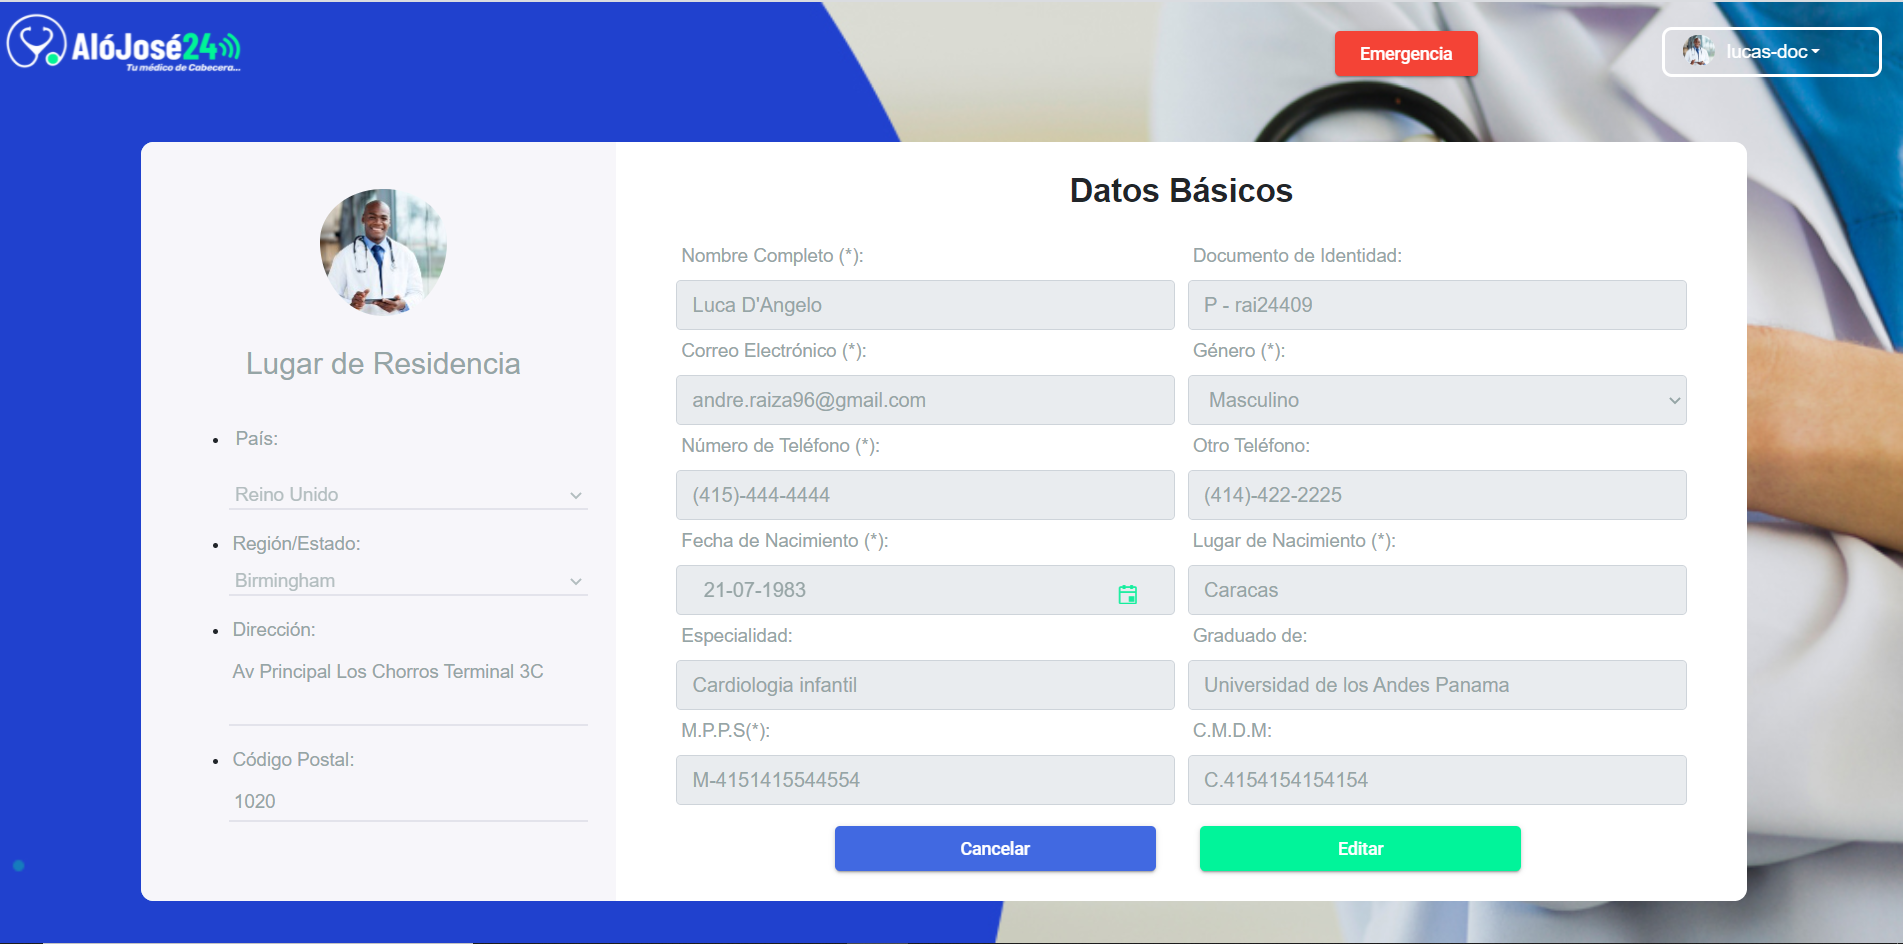 AlóJosé24
Tu médico de Cabecera...
Emergencia
lucas-doc
Lugar de Residencia
País:
Reino Unido
Región/Estado:
Birmingham
Dirección:
Av Principal Los Chorros Terminal 3C
Código Postal:
1020
Datos Básicos
Nombre Completo (*):
Documento de Identidad:
Luca D'Angelo
P - rai24409
Correo Electrónico (*):
Género (*):
andre.raiza96@gmail.com
Masculino
Número de Teléfono (*):
Otro Teléfono:
(415)-444-4444
(414)-422-2225
Fecha de Nacimiento (*):
Lugar de Nacimiento (*):
21-07-1983
Caracas
Especialidad:
Graduado de:
Cardiologia infantil
Universidad de los Andes Panama
M.P.P.S(*):
C.M.D.M:
M-4151415544554
C.4154154154154
Cancelar
Editar